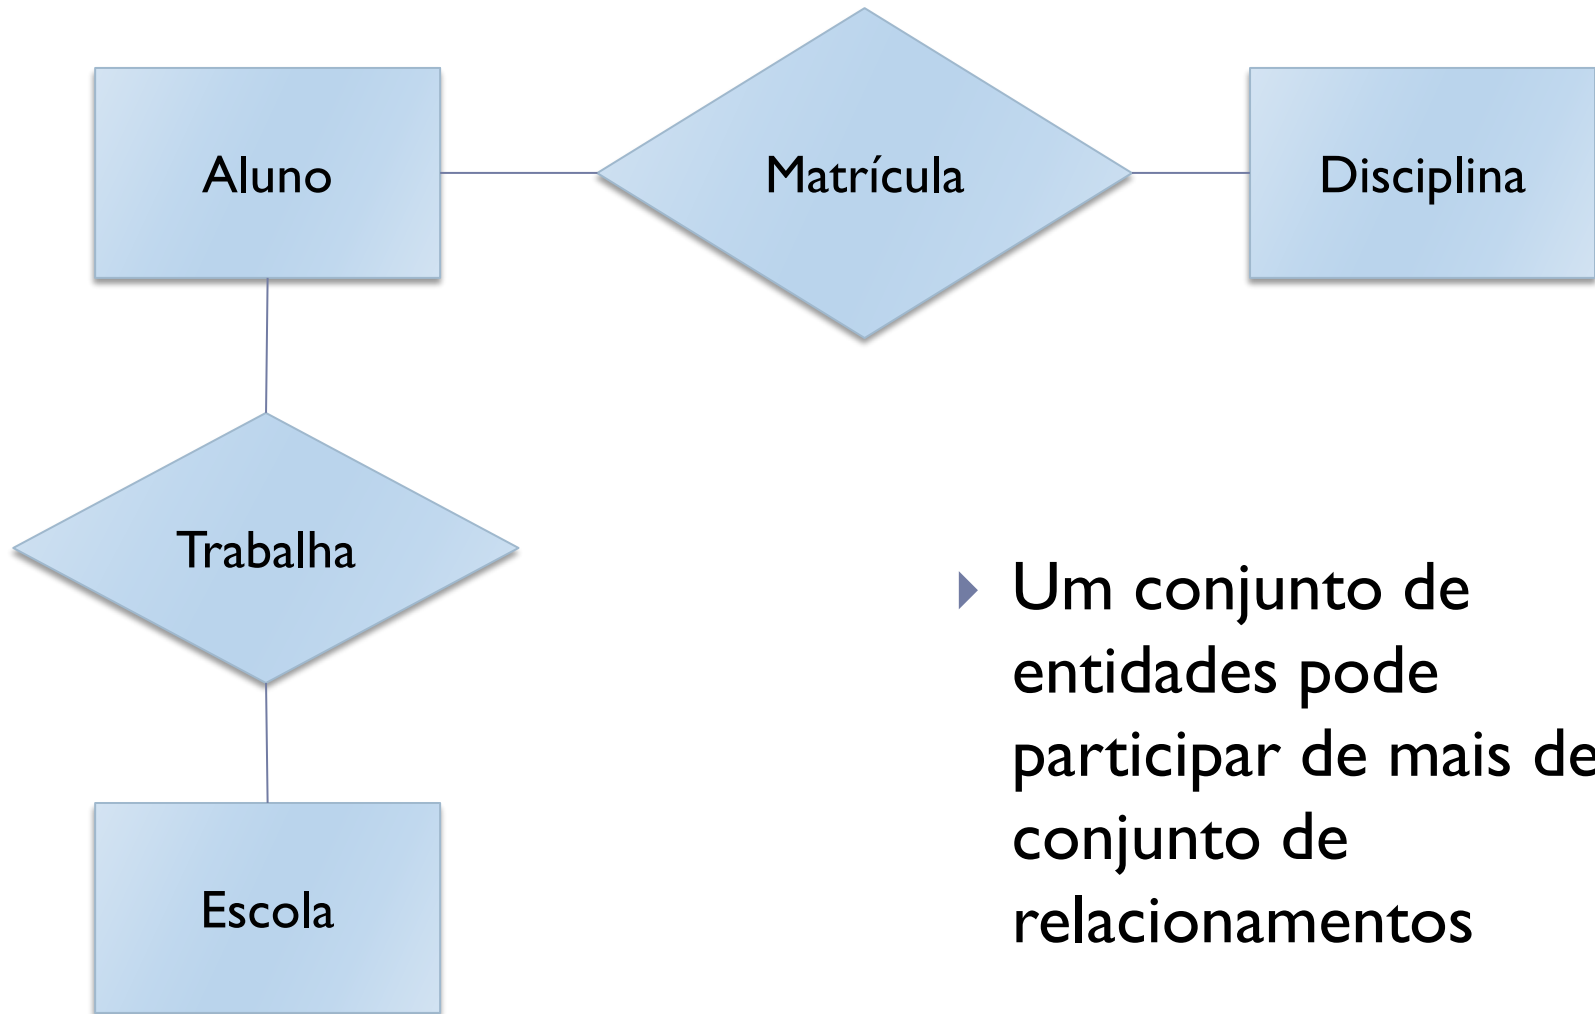 Aluno
Matrícula
Disciplina
Trabalha
Um conjunto de
entidades pode
participar de mais de
conjunto de
relacionamentos
Escola